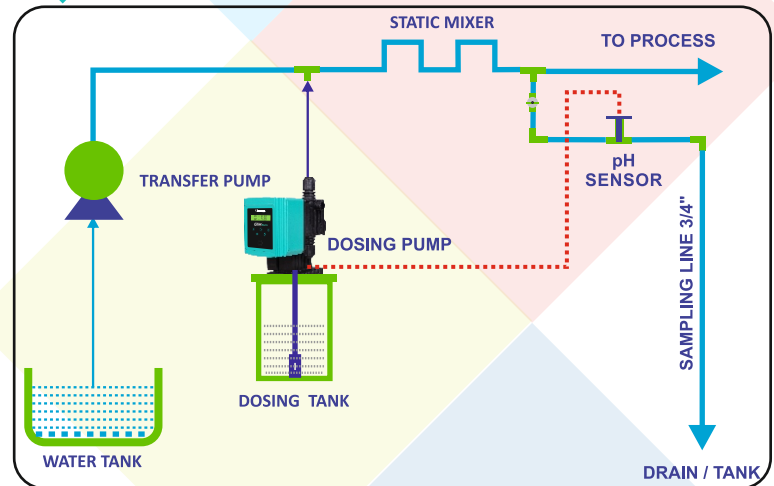 STATIC MIXER
TO PROCESS
TRANSFER PUMP
pH
SENSOR
DOSING PUMP
SAMPLING LINE 3/4"
DOSING TANK
WATER TANK
DRAIN / TANK